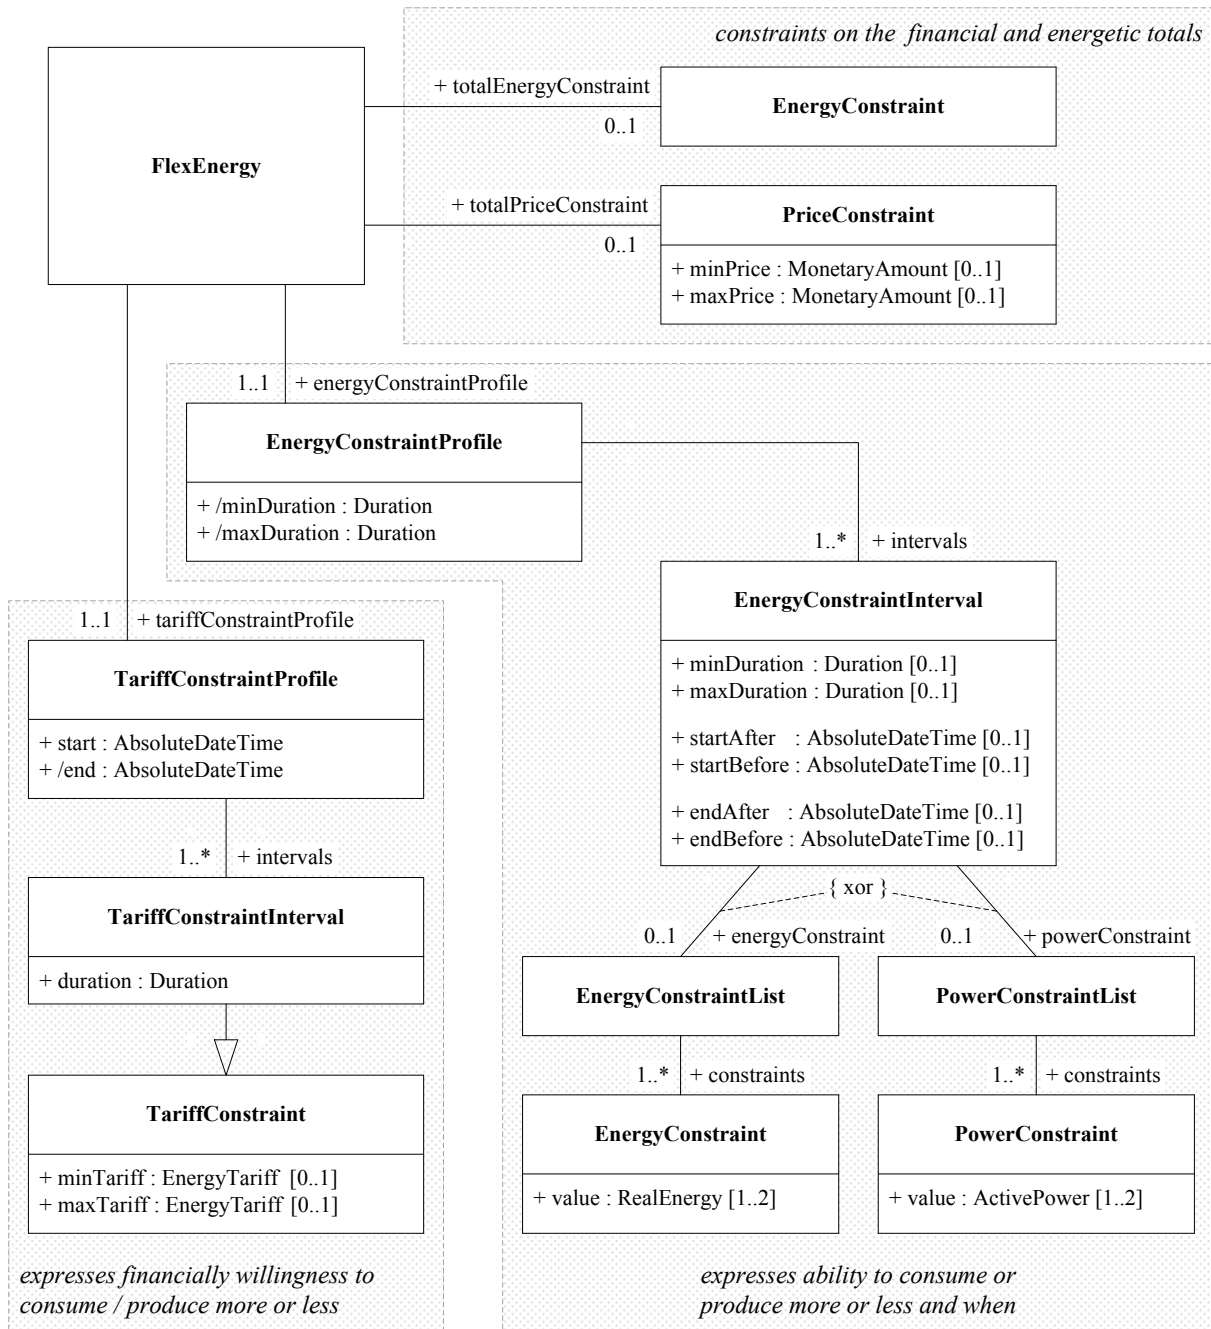 constraints on the financial and energetic totals
FlexEnergy
+ totalEnergyConstraint
0..1
EnergyConstraint
+ totalPriceConstraint
0..1
PriceConstraint
+ minPrice : MonetaryAmount [0..1]
+ maxPrice : MonetaryAmount [0..1]
1..1 + energyConstraintProfile
EnergyConstraintProfile
+ /minDuration : Duration
+ /maxDuration : Duration
1..* + intervals
EnergyConstraintInterval
+ minDuration : Duration [0..1]
+ maxDuration : Duration [0..1]
+ startAfter : AbsoluteDateTime [0..1]
+ startBefore : AbsoluteDateTime [0..1]
+ endAfter : AbsoluteDateTime [0..1]
+ endBefore : AbsoluteDateTime [0..1]
1..1 + tariffConstraintProfile
TariffConstraintProfile
+ start : AbsoluteDateTime
+ /end : AbsoluteDateTime
1..* + intervals
TariffConstraintInterval
+ duration : Duration
TariffConstraint
+ minTariff : EnergyTariff [0..1]
+ maxTariff : EnergyTariff [0..1]
expresses financially willingness to
consume / produce more or less
{ xor }
0..1 + energyConstraint
0..1 + powerConstraint
EnergyConstraintList
PowerConstraintList
1..* + constraints
1..* + constraints
EnergyConstraint
+ value : RealEnergy [1..2]
PowerConstraint
+ value : ActivePower [1..2]
expresses ability to consume or
produce more or less and when